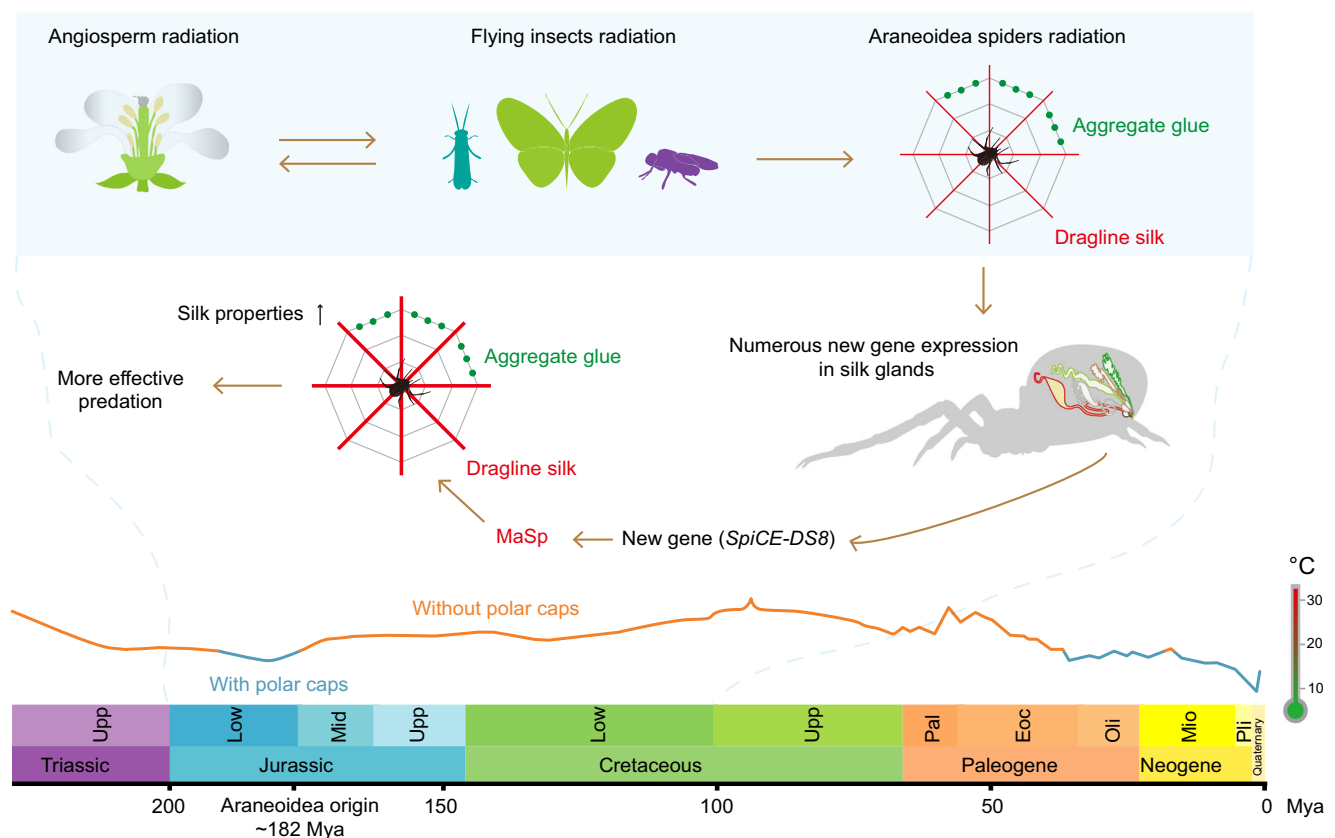 Angiosperm radiation
Flying insects radiation
Araneoidea spiders radiation
Aggregate glue
Dragline silk
Silk properties ↑
Aggregate glue
More effective
predation
Dragline silk
Numerous new gene expression
in silk glands
MaSp
New gene (SpiCE-DS8)
°C
30
20
10
Without polar caps
With polar caps
Upp
Low
Mid
Upp
Low
Upp
Pal
Eoc
Oli
Mio
Pli
Quaternary
Triassic
Jurassic
Cretaceous
Paleogene
Neogene
200
Araneoidea origin
~182 Mya
150
100
50
0
Mya